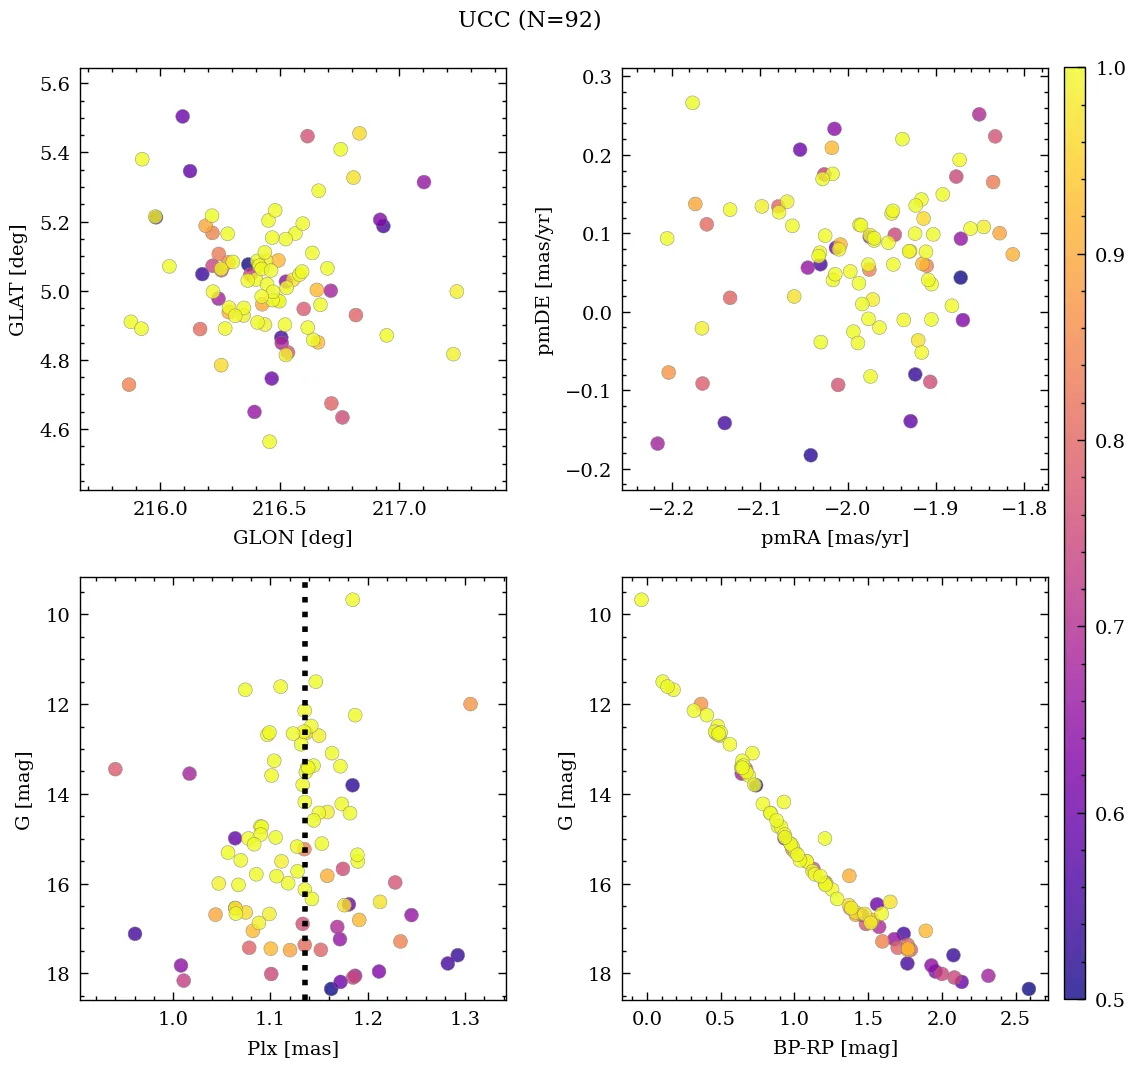 UCC (N=92)
5.6
5.4
5.2
5.0
4.8
4.6
GLAT [deg]
216.0 216.5 217.0
GLON [deg]
0.3
0.2
0.1
0.0
−0.1
−0.2
pmDE [mas/yr]
−2.2 −2.1 −2.0 −1.9 −1.8
pmRA [mas/yr]
10
12
14
16
18
G [mag]
1.0 1.1 1.2 1.3
Plx [mas]
10
12
14
16
18
G [mag]
0.0 0.5 1.0 1.5 2.0 2.5
BP-RP [mag]
1.0
0.9
0.8
0.7
0.6
0.5